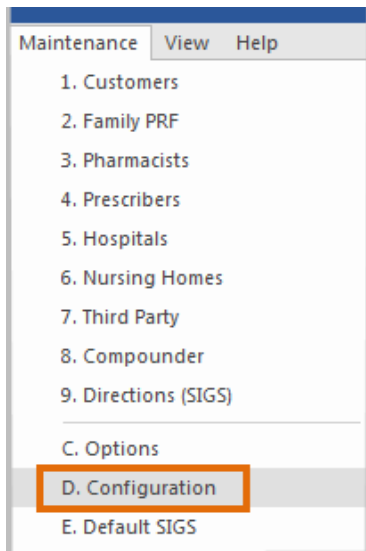 Maintenance View Help
1. Customers
2. Family PRF
3. Pharmacists
4. Prescribers
5. Hospitals
6. Nursing Homes
7. Third Party
8. Compounder
9. Directions (SIGS)
C. Options
D. Configuration
E. Default SIGS